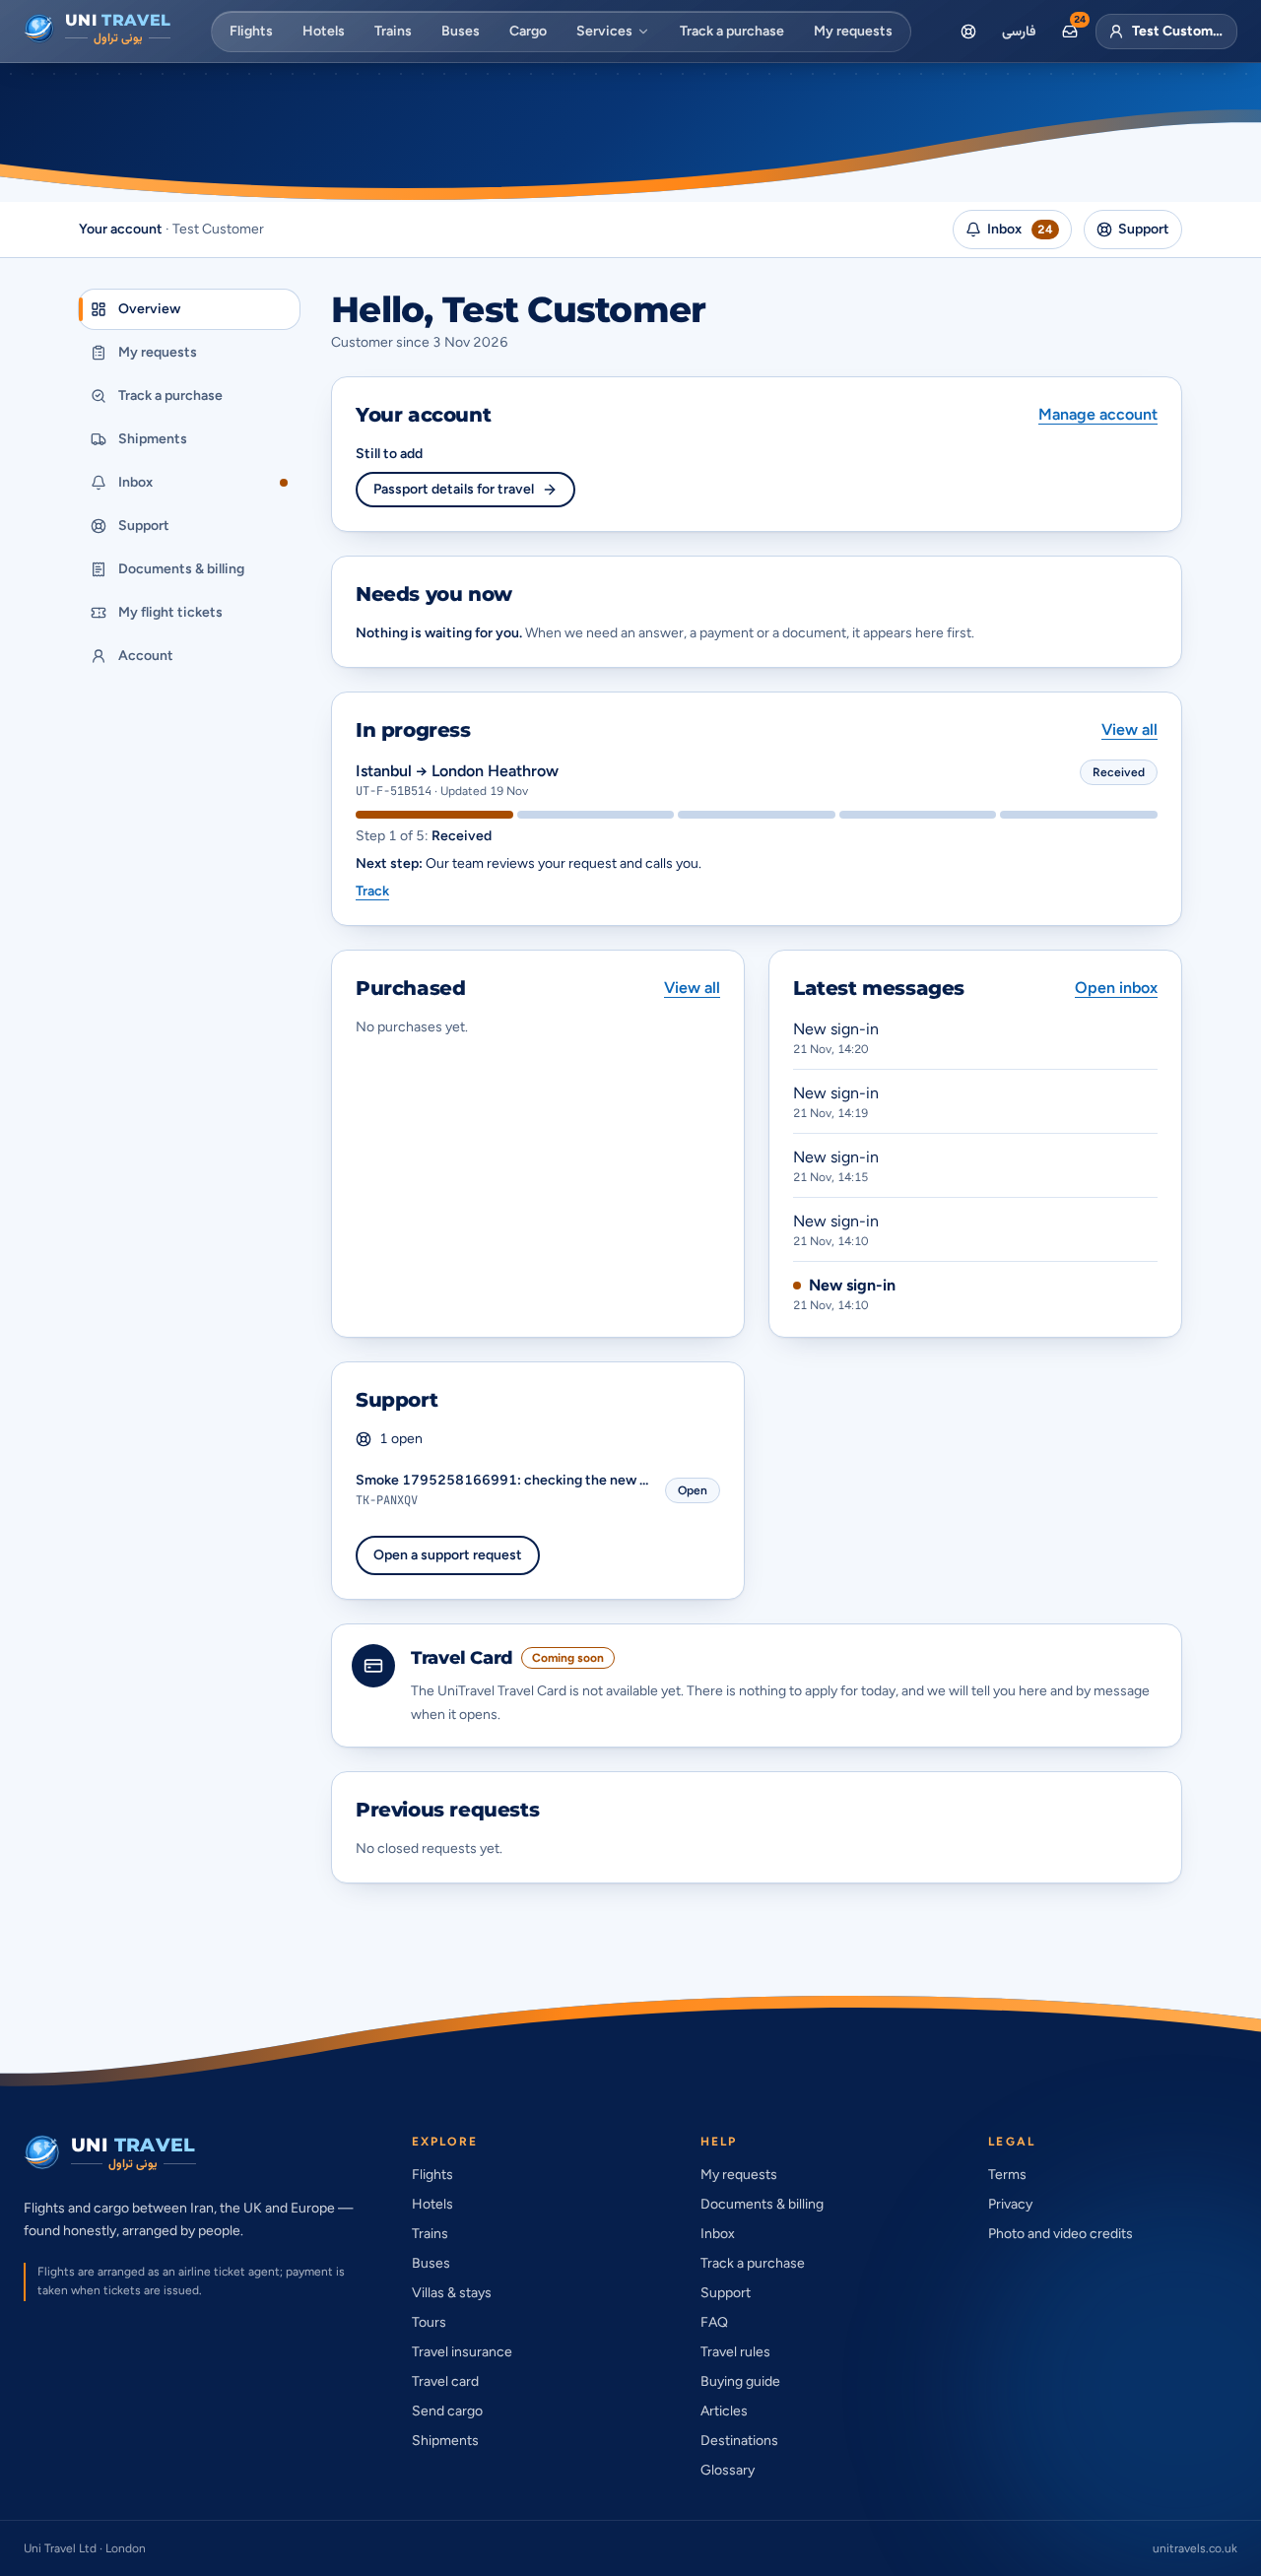 UNI TRAVEL
یونی تراول
Flights
Hotels
Trains
Buses
Cargo
Services
Track a purchase
My requests
فارسی
24
Test Custom...
Your account · Test Customer
Inbox 24
Support
Overview
My requests
Track a purchase
Shipments
Inbox
Support
Documents & billing
My flight tickets
Account
Hello, Test Customer
Customer since 3 Nov 2026
Your account
Manage account
Still to add
Passport details for travel →
Needs you now
Nothing is waiting for you. When we need an answer, a payment or a document, it appears here first.
In progress
View all
Istanbul → London Heathrow
Received
UT-F-51B514 · Updated 19 Nov
Step 1 of 5: Received
Next step: Our team reviews your request and calls you.
Track
Purchased
View all
No purchases yet.
Latest messages
Open inbox
New sign-in
21 Nov, 14:20
New sign-in
21 Nov, 14:19
New sign-in
21 Nov, 14:15
New sign-in
21 Nov, 14:10
New sign-in
21 Nov, 14:10
Support
1 open
Smoke 1795258166991: checking the new ...
TK-PANXQV
Open
Open a support request
Travel Card
Coming soon
The UniTravel Travel Card is not available yet. There is nothing to apply for today, and we will tell you here and by message
when it opens.
Previous requests
No closed requests yet.
UNI TRAVEL
یونی تراول
Flights and cargo between Iran, the UK and Europe —
found honestly, arranged by people.
Flights are arranged as an airline ticket agent; payment is
taken when tickets are issued.
EXPLORE
Flights
Hotels
Trains
Buses
Villas & stays
Tours
Travel insurance
Travel card
Send cargo
Shipments
HELP
My requests
Documents & billing
Inbox
Track a purchase
Support
FAQ
Travel rules
Buying guide
Articles
Destinations
Glossary
LEGAL
Terms
Privacy
Photo and video credits
Uni Travel Ltd · London
unitravels.co.uk